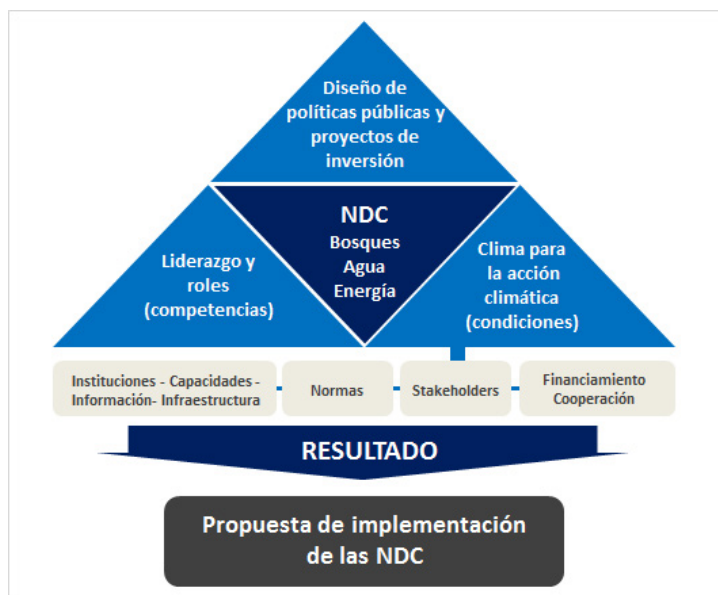 Diseño de
políticas públicas y
proyectos de
inversión
NDC
Bosques
Agua
Energía
Liderazgo y
roles
(competencias)
Clima para
la acción
climática
(condiciones)
Instituciones - Capacidades -
Información- Infraestructura
Normas
Stakeholders
Financiamiento
Cooperación
RESULTADO
Propuesta de implementación
de las NDC